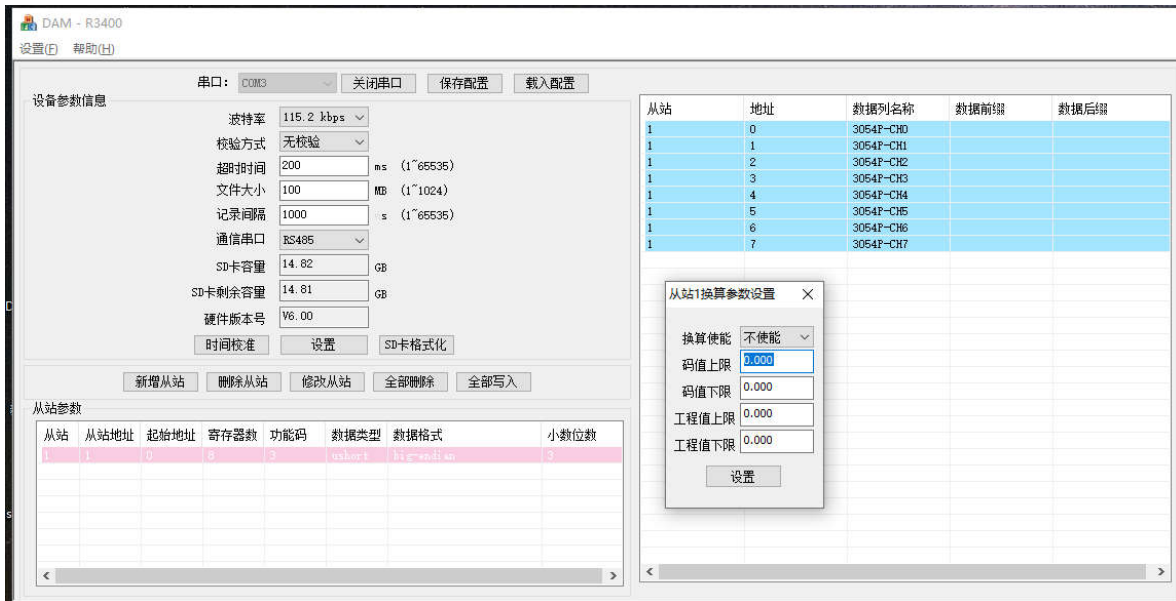 DAM - R3400
设置(F) 帮助(H)
串口: COM3 关闭串口 保存配置 载入配置
设备参数信息
波特率 115.2 kbps
校验方式 无校验
超时时间 200 ms (1~65535)
文件大小 100 MB (1~1024)
记录间隔 1000 s (1~65535)
通信串口 RS485
SD卡容量 14.82 GB
SD卡剩余容量 14.81 GB
硬件版本号 V6.00
时间校准 设置 SD卡格式化
新增从站 删除从站 修改从站 全部删除 全部写入
从站参数
从站 从站地址 起始地址 寄存器数 功能码 数据类型 数据格式 小数位数
1 1 0 8 3 ushort big-endian 3
从站 地址 数据列名称 数据前缀 数据后缀
1 0 3054P-CH0
1 1 3054P-CH1
1 2 3054P-CH2
1 3 3054P-CH3
1 4 3054P-CH4
1 5 3054P-CH5
1 6 3054P-CH6
1 7 3054P-CH7
从站1换算参数设置
换算使能 不使能
码值上限 0.000
码值下限 0.000
工程值上限 0.000
工程值下限 0.000
设置